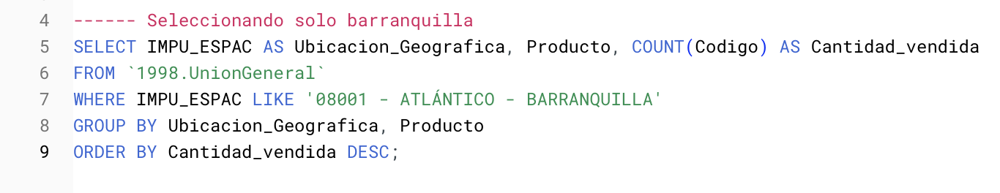 4 ------ Seleccionando solo barranquilla
5 SELECT IMPU_ESPAC AS Ubicacion_Geografica, Producto, COUNT(Codigo) AS Cantidad_vendida
6 FROM `1998.UnionGeneral`
7 WHERE IMPU_ESPAC LIKE '08001 - ATLÁNTICO - BARRANQUILLA'
8 GROUP BY Ubicacion_Geografica, Producto
9 ORDER BY Cantidad_vendida DESC;